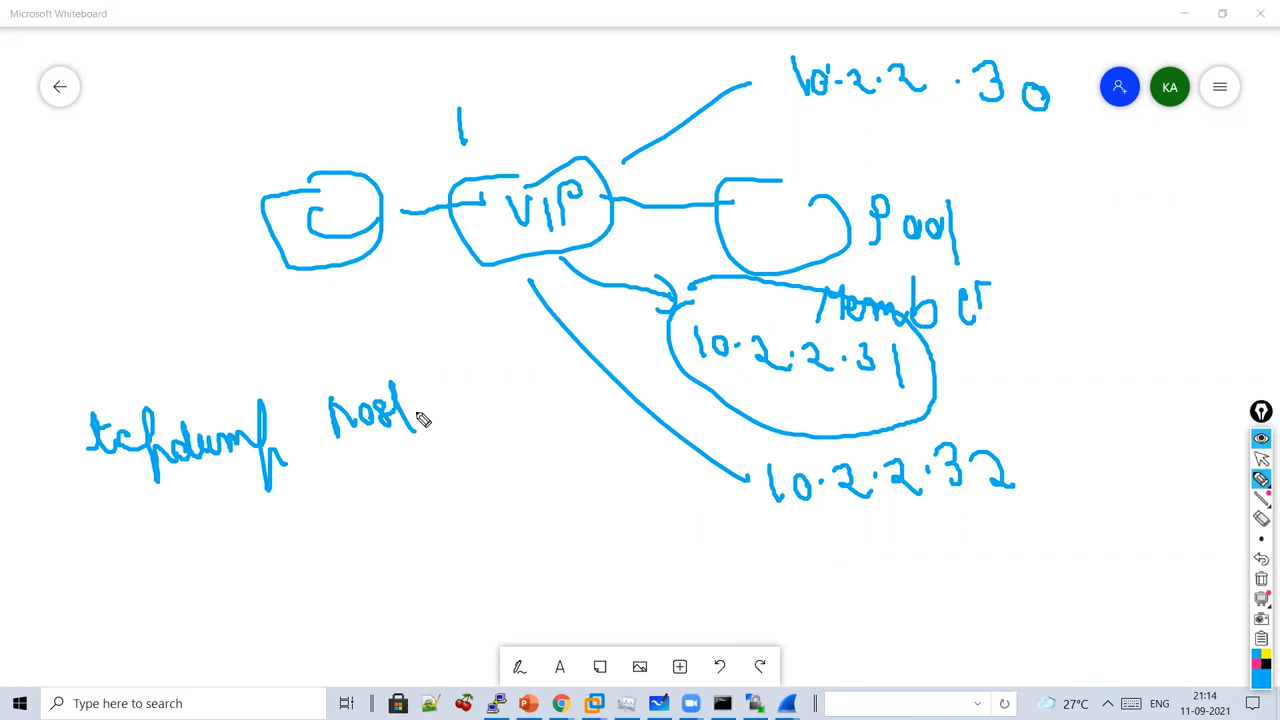 Microsoft Whiteboard
10.2.2.30
KA
1
VIP
Pool
Member
10.2.2.31
tcpdump host
10.2.2.32
Type here to search
27°C
ENG
21:14
11-09-2021